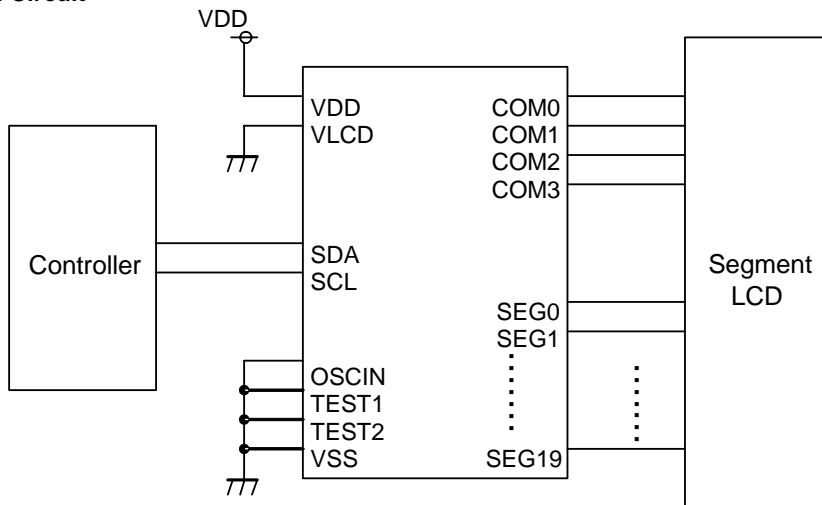 Circuit
VDD
VDD
VLCD
SDA
SCL
OSCIN
TEST1
TEST2
VSS
COM0
COM1
COM2
COM3
SEG0
SEG1
SEG19
Controller
Segment
LCD